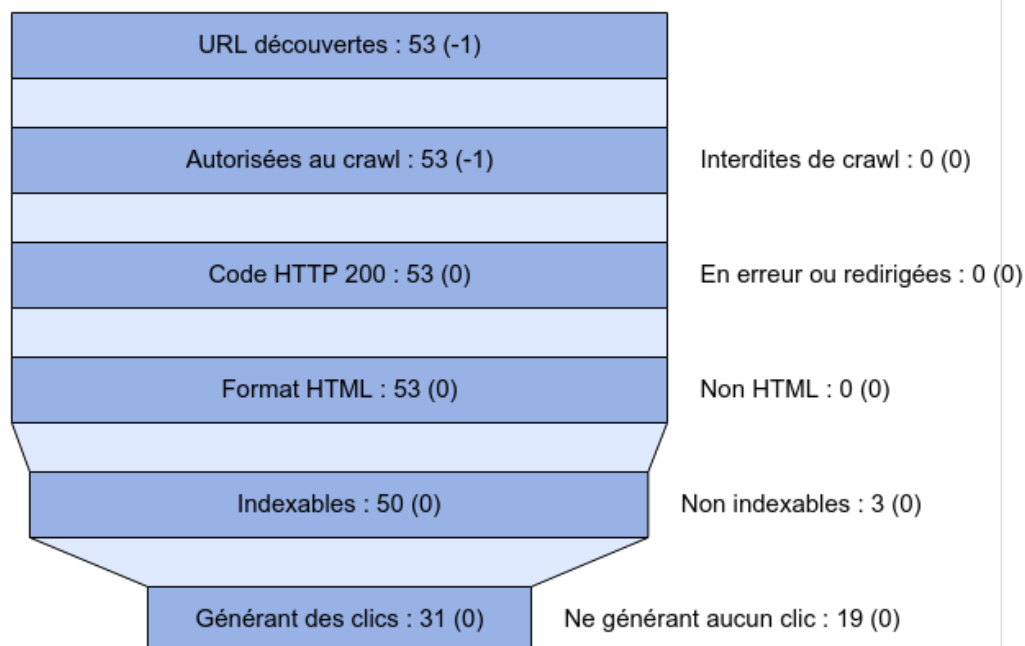 URL découvertes : 53 (-1)
Autorisées au crawl : 53 (-1)
Interdites de crawl : 0 (0)
Code HTTP 200 : 53 (0)
En erreur ou redirigées : 0 (0)
Format HTML : 53 (0)
Non HTML : 0 (0)
Indexables : 50 (0)
Non indexables : 3 (0)
Générant des clics : 31 (0)
Ne générant aucun clic : 19 (0)